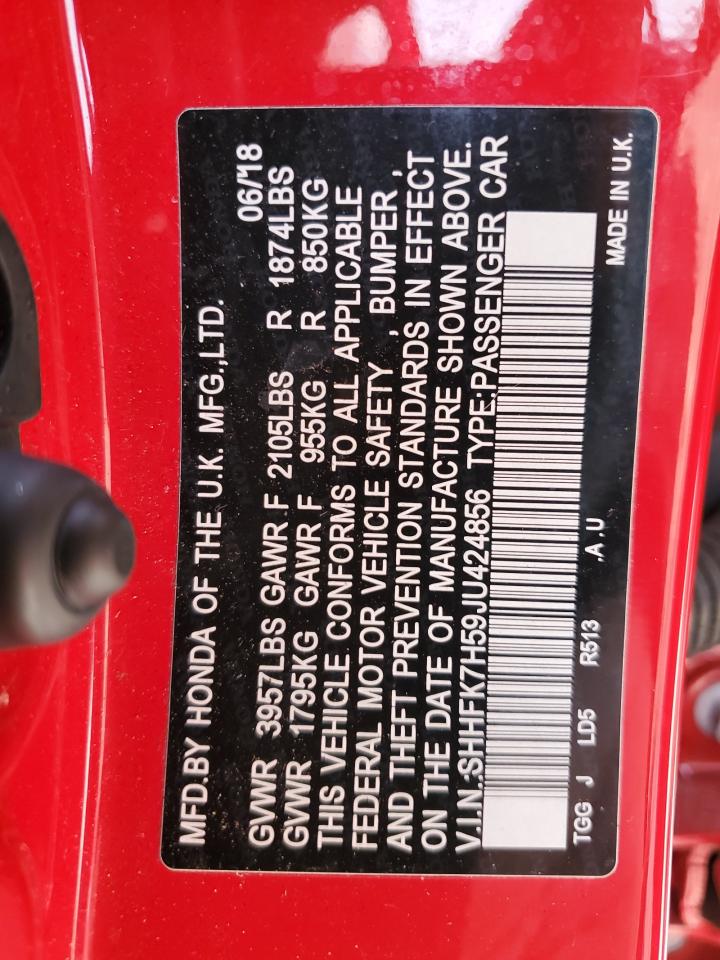 MFD.BY HONDA OF THE U.K. MFG.,LTD.
06/18
GVWR 3957LBS GAWR F 2105LBS R 1874LBS
GVWR 1795KG GAWR F 955KG R 850KG
THIS VEHICLE CONFORMS TO ALL APPLICABLE
FEDERAL MOTOR VEHICLE SAFETY , BUMPER ,
AND THEFT PREVENTION STANDARDS IN EFFECT
ON THE DATE OF MANUFACTURE SHOWN ABOVE.
V.I.N.:SHHFK7H59JU424856 TYPE:PASSENGER CAR
TGG J LD5 R513 .A.U
MADE IN U.K.